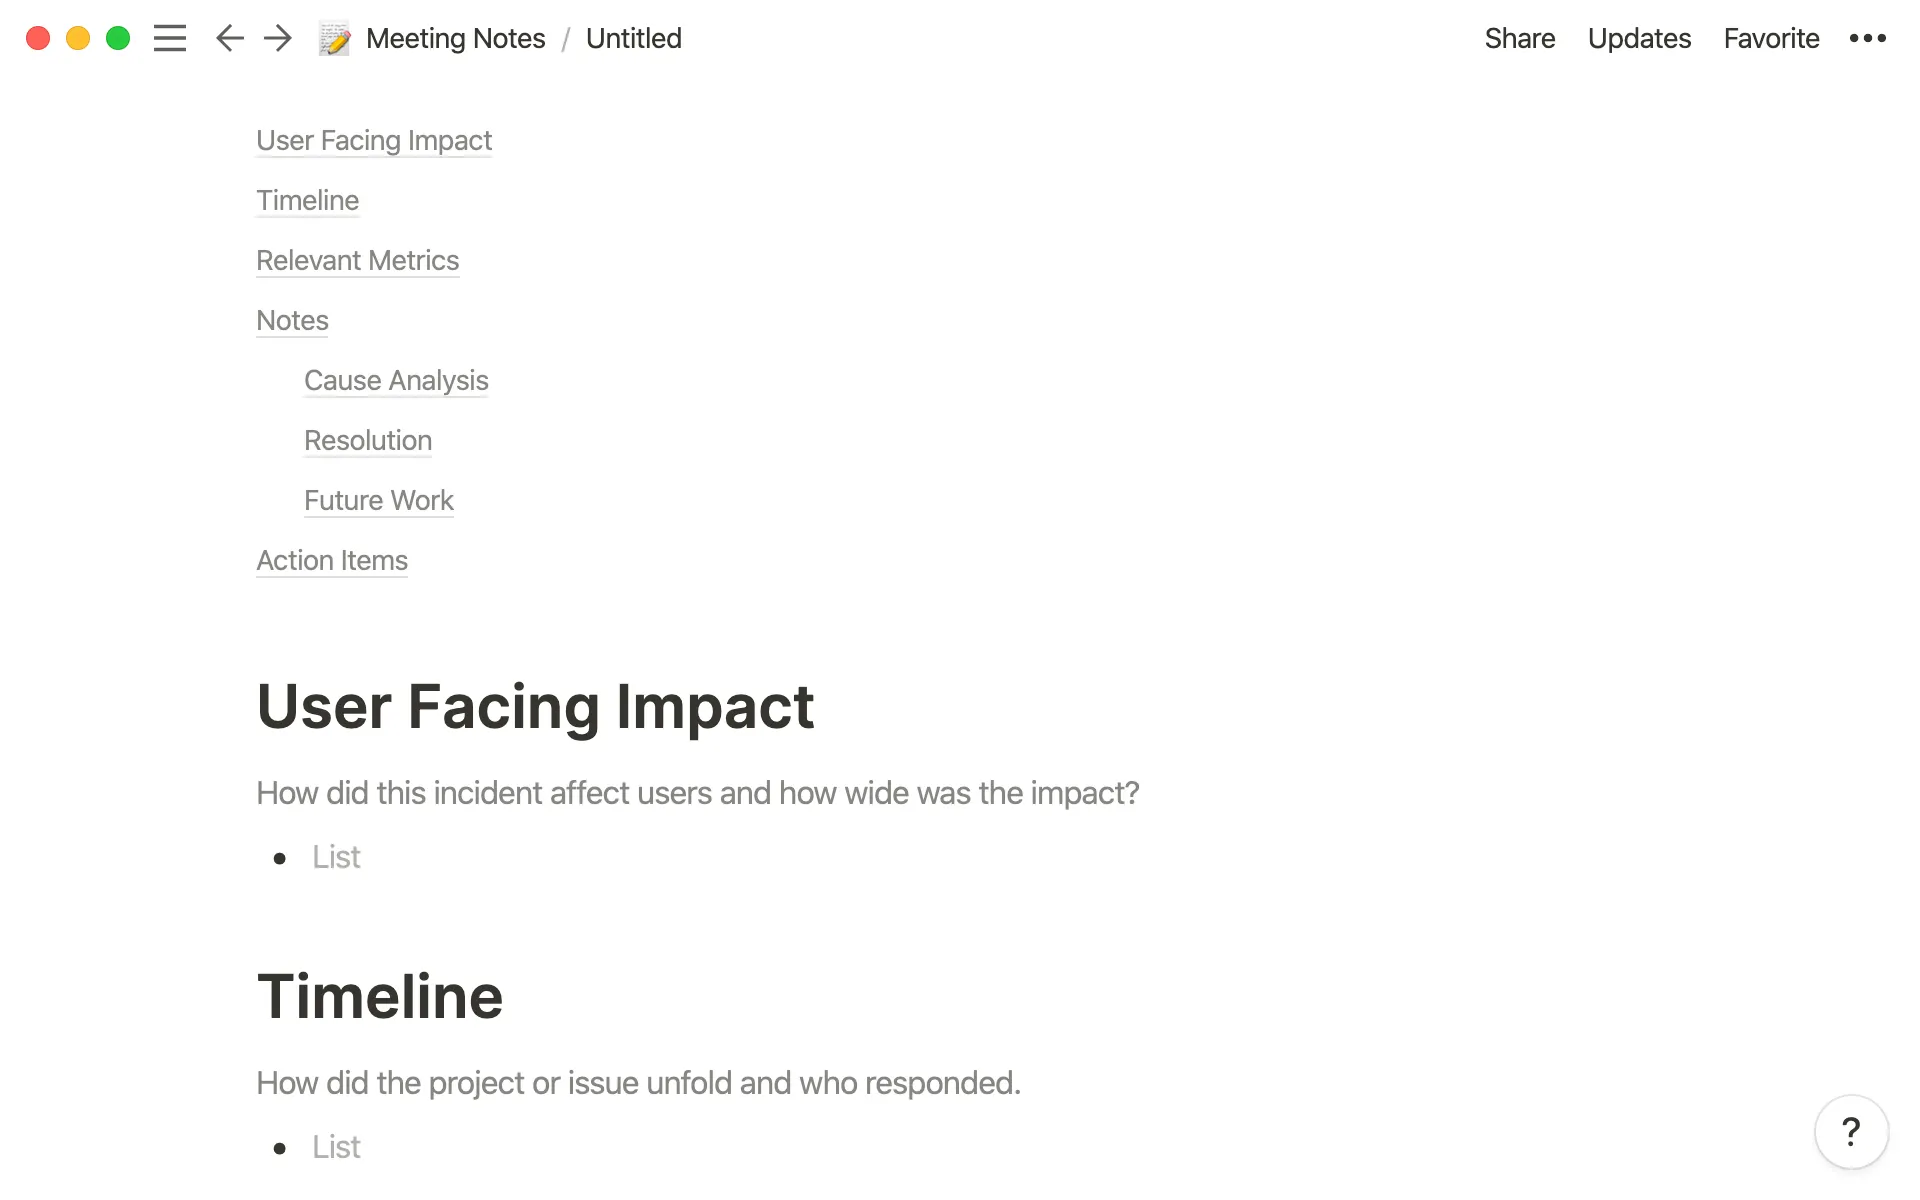 Meeting Notes / Untitled
Share Updates Favorite •••
User Facing Impact
Timeline
Relevant Metrics
Notes
Cause Analysis
Resolution
Future Work
Action Items
User Facing Impact
How did this incident affect users and how wide was the impact?
• List
Timeline
How did the project or issue unfold and who responded.
• List
?